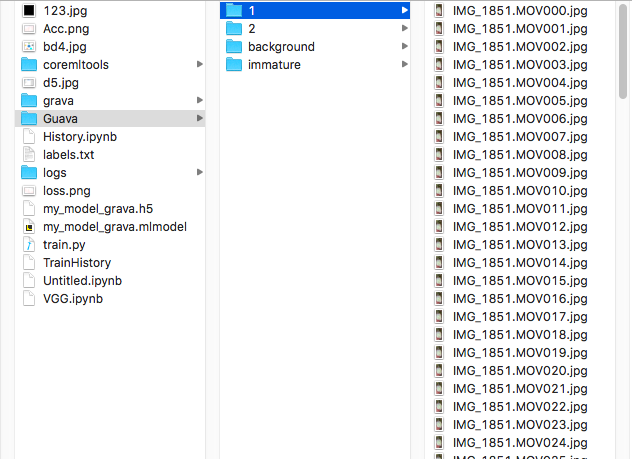 123.jpg
Acc.png
bd4.jpg
coremltools
d5.jpg
grava
Guava
History.ipynb
labels.txt
logs
loss.png
my_model_grava.h5
my_model_grava.mlmodel
train.py
TrainHistory
Untitled.ipynb
VGG.ipynb
1
2
background
immature
IMG_1851.MOV000.jpg
IMG_1851.MOV001.jpg
IMG_1851.MOV002.jpg
IMG_1851.MOV003.jpg
IMG_1851.MOV004.jpg
IMG_1851.MOV005.jpg
IMG_1851.MOV006.jpg
IMG_1851.MOV007.jpg
IMG_1851.MOV008.jpg
IMG_1851.MOV009.jpg
IMG_1851.MOV010.jpg
IMG_1851.MOV011.jpg
IMG_1851.MOV012.jpg
IMG_1851.MOV013.jpg
IMG_1851.MOV014.jpg
IMG_1851.MOV015.jpg
IMG_1851.MOV016.jpg
IMG_1851.MOV017.jpg
IMG_1851.MOV018.jpg
IMG_1851.MOV019.jpg
IMG_1851.MOV020.jpg
IMG_1851.MOV021.jpg
IMG_1851.MOV022.jpg
IMG_1851.MOV023.jpg
IMG_1851.MOV024.jpg